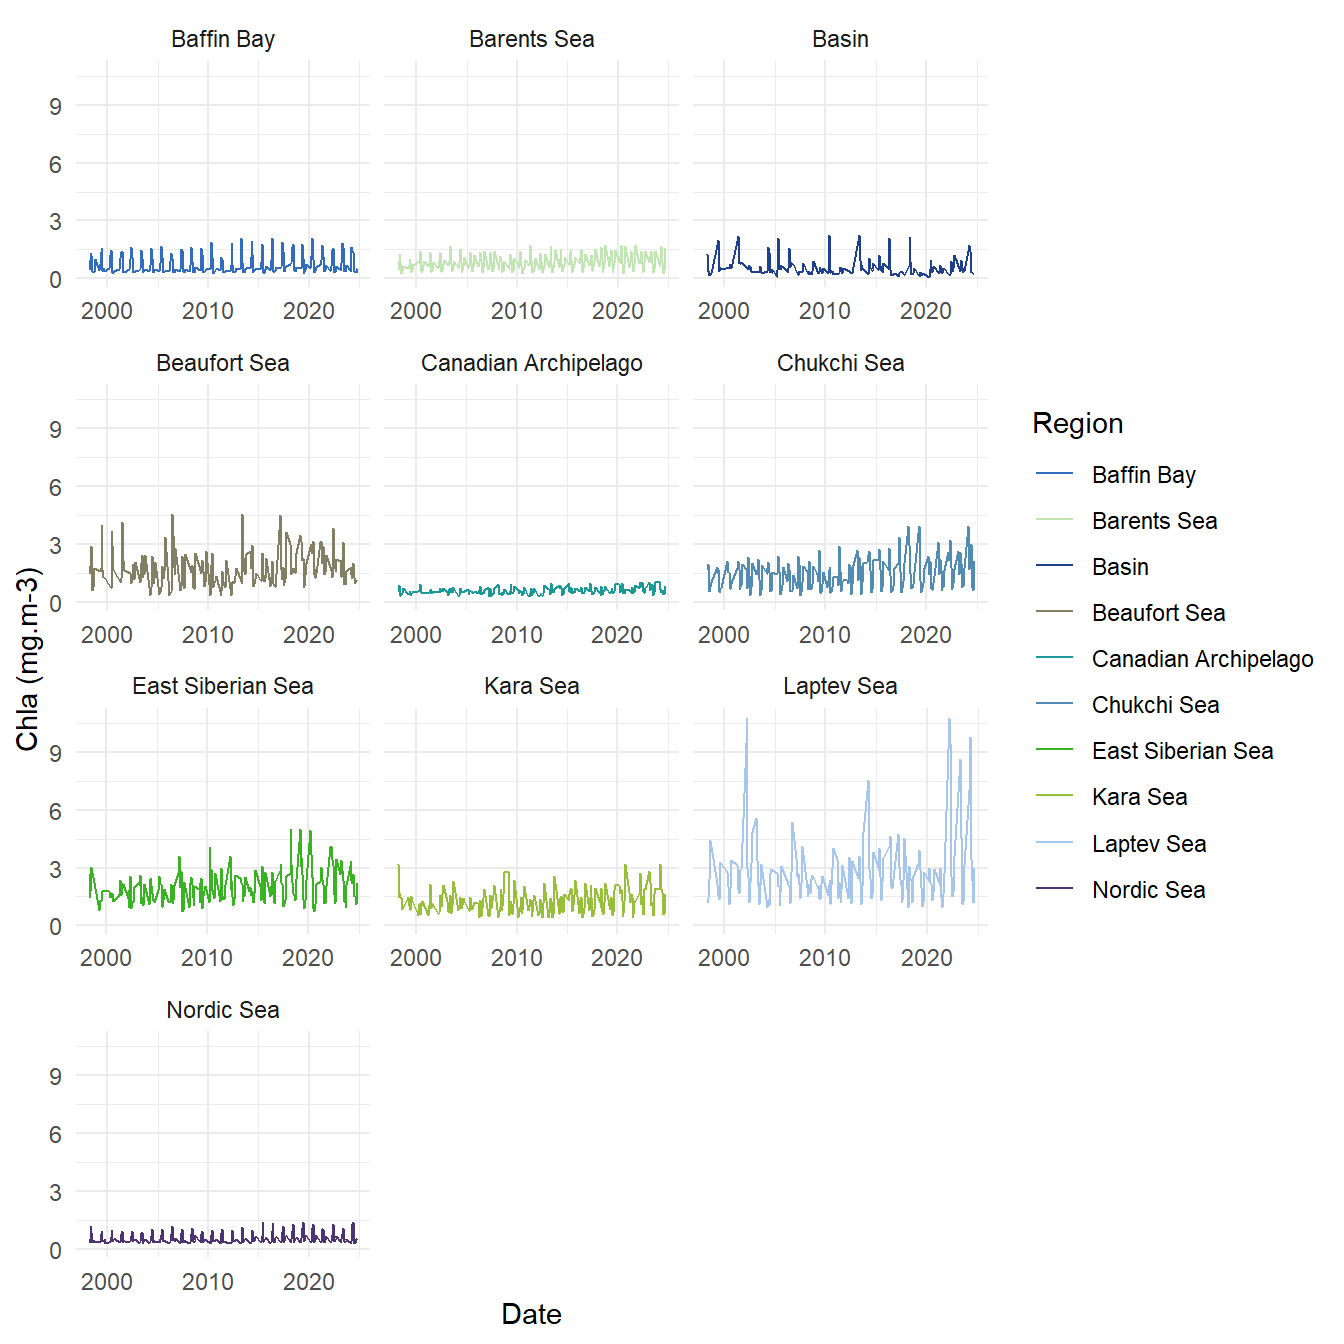 Baffin Bay
Barents Sea
Basin
9
6
3
0
2000 2010 2020
2000 2010 2020
2000 2010 2020
Beaufort Sea
Canadian Archipelago
Chukchi Sea
9
6
3
0
2000 2010 2020
2000 2010 2020
2000 2010 2020
East Siberian Sea
Kara Sea
Laptev Sea
9
6
3
0
2000 2010 2020
2000 2010 2020
2000 2010 2020
Nordic Sea
9
6
3
0
2000 2010 2020
Chla (mg.m-3)
Date
Region
Baffin Bay
Barents Sea
Basin
Beaufort Sea
Canadian Archipelago
Chukchi Sea
East Siberian Sea
Kara Sea
Laptev Sea
Nordic Sea